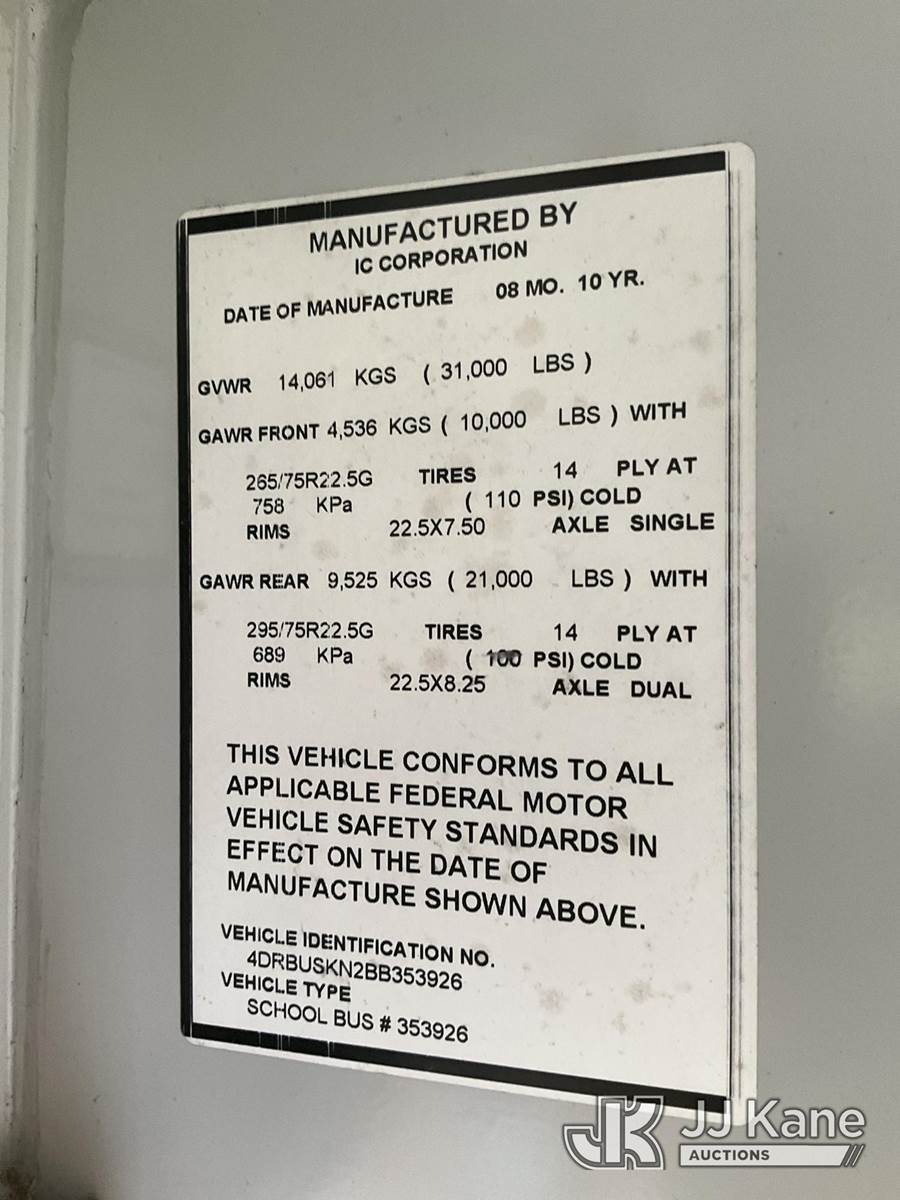 MANUFACTURED BY
IC CORPORATION
DATE OF MANUFACTURE 08 MO. 10 YR.
GVWR 14,061 KGS ( 31,000 LBS )
GAWR FRONT 4,536 KGS ( 10,000 LBS ) WITH
265/75R22.5G TIRES 14 PLY AT
758 KPa ( 110 PSI) COLD
RIMS 22.5X7.50 AXLE SINGLE
GAWR REAR 9,525 KGS ( 21,000 LBS ) WITH
295/75R22.5G TIRES 14 PLY AT
689 KPa ( 100 PSI) COLD
RIMS 22.5X8.25 AXLE DUAL
THIS VEHICLE CONFORMS TO ALL
APPLICABLE FEDERAL MOTOR
VEHICLE SAFETY STANDARDS IN
EFFECT ON THE DATE OF
MANUFACTURE SHOWN ABOVE.
VEHICLE IDENTIFICATION NO.
4DRBUSKN2BB353926
VEHICLE TYPE
SCHOOL BUS # 353926
JK JJ Kane
AUCTIONS